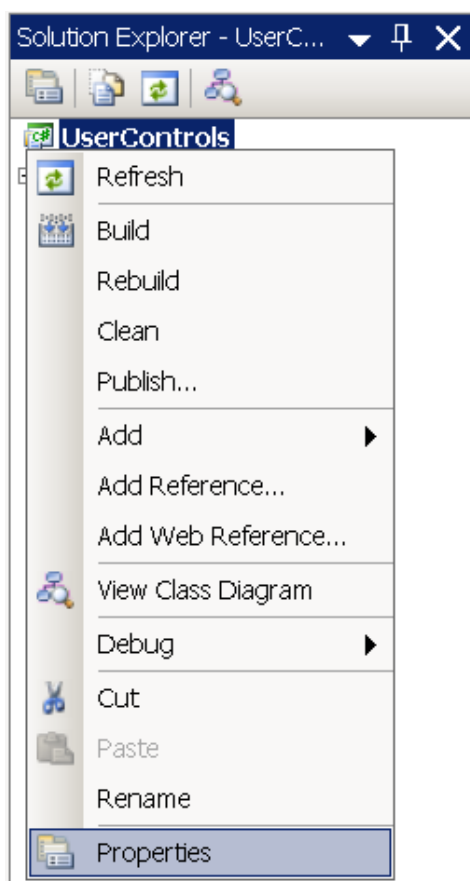 Solution Explorer - UserC...
UserControls
Refresh
Build
Rebuild
Clean
Publish...
Add
Add Reference...
Add Web Reference...
View Class Diagram
Debug
Cut
Paste
Rename
Properties